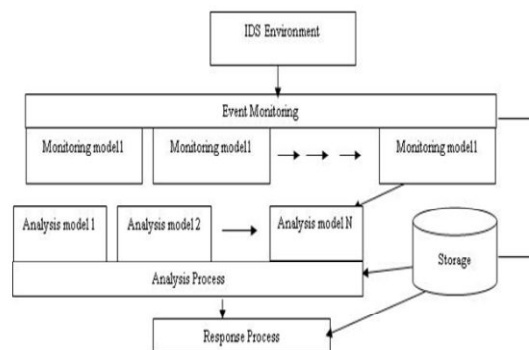 IDS Environment
Event Monitoring
Monitoring model1
Monitoring model1
Monitoring model1
Analysis model 1
Analysis model 2
Analysis model N
Analysis Process
Storage
Response Process